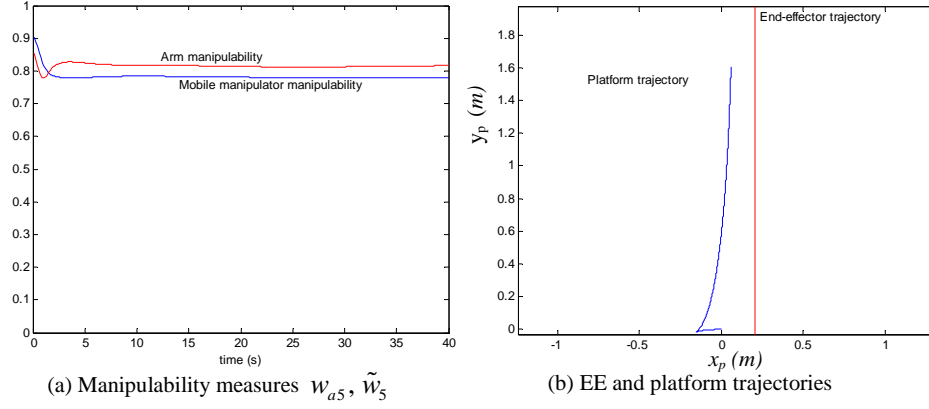 1
0.9
0.8
0.7
0.6
0.5
0.4
0.3
0.2
0.1
0
0 5 10 15 20 25 30 35 40
time (s)
Arm manipulability
Mobile manipulator manipulability
(a) Manipulability measures w_{a5}, w̃_5
1.8
1.6
1.4
1.2
1
0.8
0.6
0.4
0.2
0
y_p (m)
End-effector trajectory
Platform trajectory
-1 -0.5 0 0.5 1
x_p (m)
(b) EE and platform trajectories